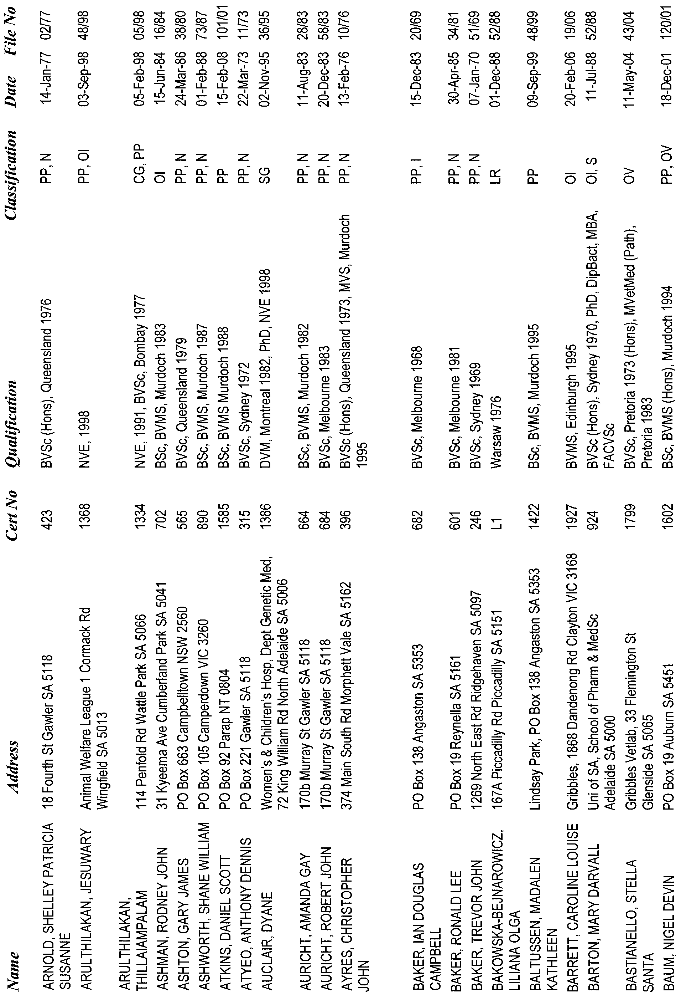 Name Address Cert No Qualification Classification Date File No
ARNOLD, SHELLEY PATRICIA 18 Fourth St Gawler SA 5118 423 BVSc (Hons), Queensland 1976 PP, N 14-Jan-77 02/77
SUSANNE
ARULTHILAKAN, JESUWARY Animal Welfare League 1 Cormack Rd 1368 NVE, 1998 PP, OI 03-Sep-98 48/98
Wingfield SA 5013
ARULTHILAKAN,
THILLAIAMPALAM 114 Penfold Rd Wattle Park SA 5066 1334 NVE, 1991, BVSc, Bombay 1977 CG, PP 05-Feb-98 05/98
ASHMAN, RODNEY JOHN 31 Kyeema Ave Cumberland Park SA 5041 702 BSc, BVMS, Murdoch 1983 OI 15-Jun-84 16/84
ASHTON, GARY JAMES PO Box 663 Campbelltown NSW 2560 565 BVSc, Queensland 1979 PP, N 24-Mar-86 38/80
ASHWORTH, SHANE WILLIAM PO Box 105 Camperdown VIC 3260 890 BSc, BVMS, Murdoch 1987 PP, N 01-Feb-88 73/87
ATKINS, DANIEL SCOTT PO Box 92 Parap NT 0804 1585 BSc, BVMS Murdoch 1988 PP 15-Feb-08 101/01
ATYEO, ANTHONY DENNIS PO Box 221 Gawler SA 5118 315 BVSc, Sydney 1972 PP, N 22-Mar-73 11/73
AUCLAIR, DYANE Women's & Children's Hosp, Dept Genetic Med, 1386 DVM, Montreal 1982, PhD, NVE 1998 SG 02-Nov-95 36/95
72 King William Rd North Adelaide SA 5006
AURICHT, AMANDA GAY 170b Murray St Gawler SA 5118 664 BSc, BVMS, Murdoch 1982 PP, N 11-Aug-83 28/83
AURICHT, ROBERT JOHN 170b Murray St Gawler SA 5118 684 BVSc, Melbourne 1983 PP, N 20-Dec-83 58/83
AYRES, CHRISTOPHER 374 Main South Rd Morphett Vale SA 5162 396 BVSc (Hons), Queensland 1973, MVS, Murdoch PP, N 13-Feb-76 10/76
JOHN 1995
BAKER, IAN DOUGLAS PO Box 138 Angaston SA 5353 682 BVSc, Melbourne 1968 PP, I 15-Dec-83 20/69
CAMPBELL
BAKER, RONALD LEE PO Box 19 Reynella SA 5161 601 BVSc, Melbourne 1981 PP, N 30-Apr-85 34/81
BAKER, TREVOR JOHN 1269 North East Rd Ridgehaven SA 5097 246 BVSc, Sydney 1969 PP, N 07-Jan-70 51/69
BAKOWSKA-BEJNAROWICZ, 167A Piccadilly Rd Piccadilly SA 5151 L1 Warsaw 1976 LR 01-Dec-88 52/88
LILIANA OLGA
BALTUSSEN, MADALEN Lindsay Park, PO Box 138 Angaston SA 5353 1422 BSc, BVMS, Murdoch 1995 PP 09-Sep-99 48/99
KATHLEEN
BARRETT, CAROLINE LOUISE Gribbles, 1868 Dandenong Rd Clayton VIC 3168 1927 BVMS, Edinburgh 1995 OI 20-Feb-06 19/06
BARTON, MARY DARVALL Uni of SA, School of Pharm & MedSc 924 BVSc (Hons), Sydney 1970, PhD, DipBact, MBA, OI, S 11-Jul-88 52/88
Adelaide SA 5000 FACVSc
BASTIANELLO, STELLA Gribbles Vetlab, 33 Flemington St 1799 BVSc, Pretoria 1973 (Hons), MVetMed (Path), OV 11-May-04 43/04
SANTA Glenside SA 5065 Pretoria 1983
BAUM, NIGEL DEVIN PO Box 19 Auburn SA 5451 1602 BSc, BVMS (Hons), Murdoch 1994 PP, OV 18-Dec-01 120/01